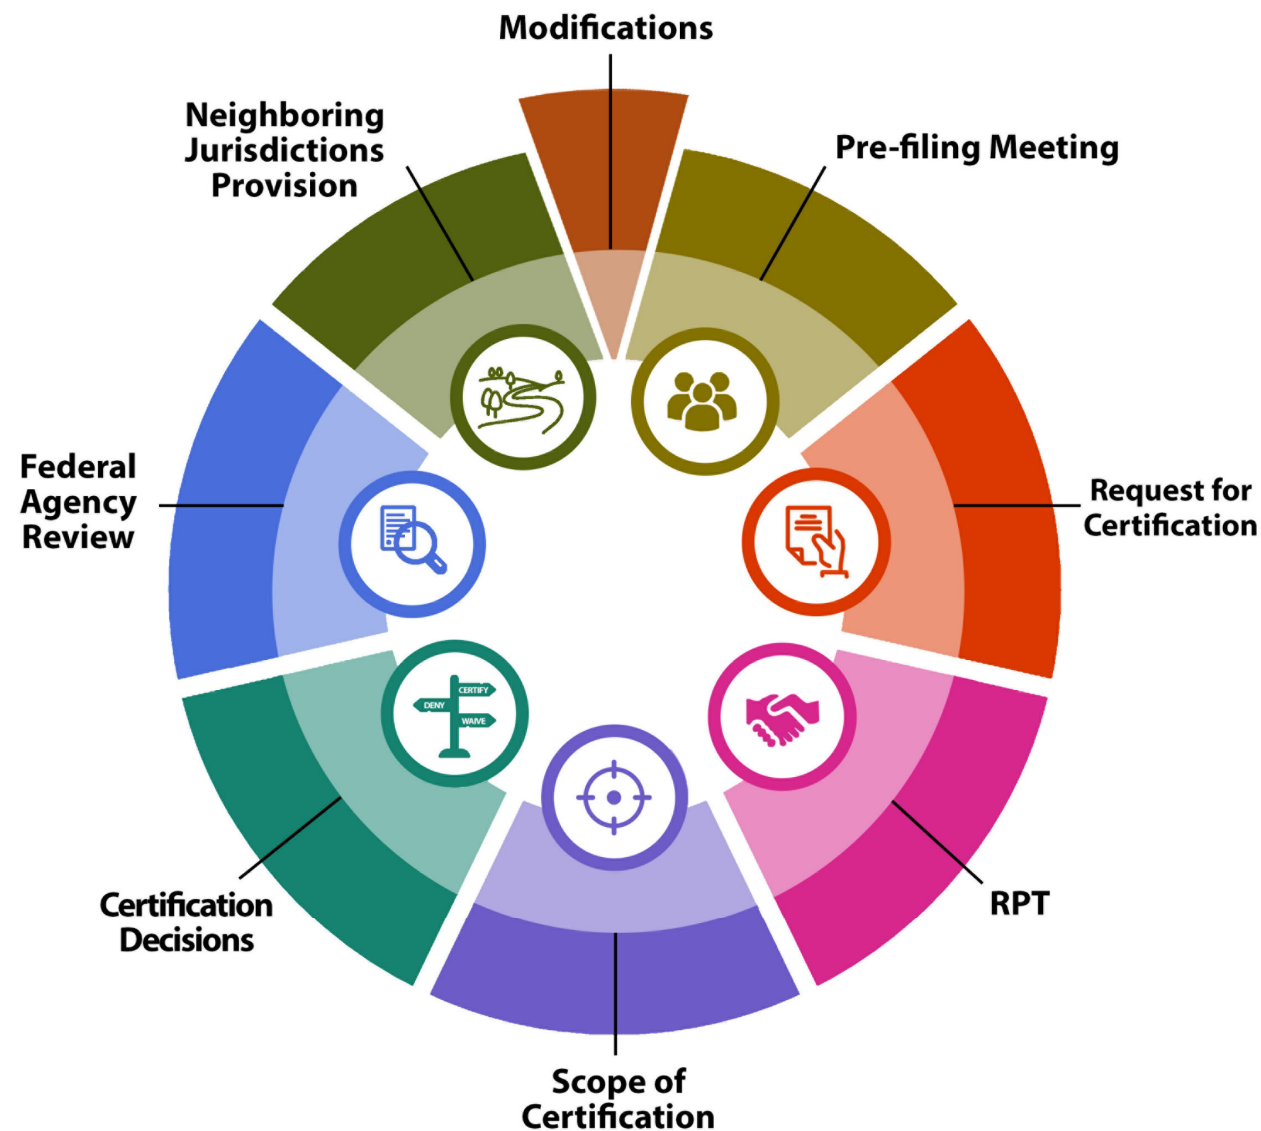 Modifications
Neighboring
Jurisdictions
Provision
Pre-filing Meeting
Federal
Agency
Review
Request for
Certification
CERTIFY
DENY
WAIVE
Certification
Decisions
RPT
Scope of
Certification